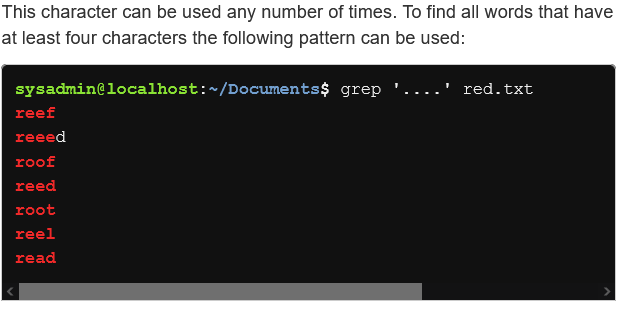 This character can be used any number of times. To find all words that have
at least four characters the following pattern can be used:
sysadmin@localhost:~/Documents$ grep '....' red.txt
reef
reeed
roof
reed
root
reel
read